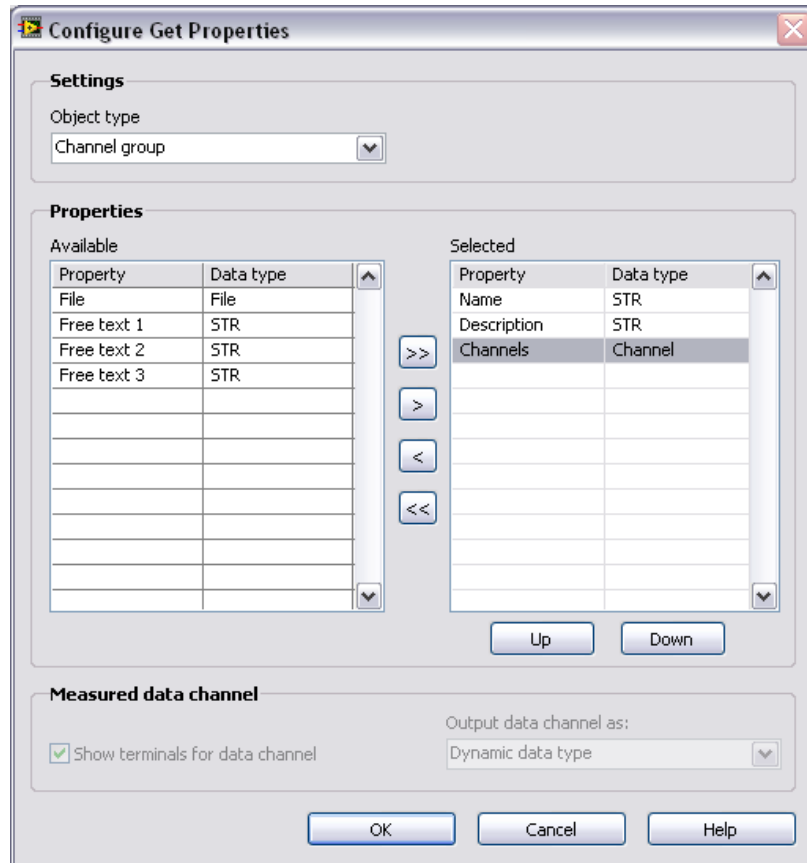 Configure Get Properties
Settings
Object type
Channel group
Properties
Available
Property Data type
File File
Free text 1 STR
Free text 2 STR
Free text 3 STR
>>
>
<
<<
Selected
Property Data type
Name STR
Description STR
Channels Channel
Up Down
Measured data channel
Show terminals for data channel
Output data channel as:
Dynamic data type
OK Cancel Help